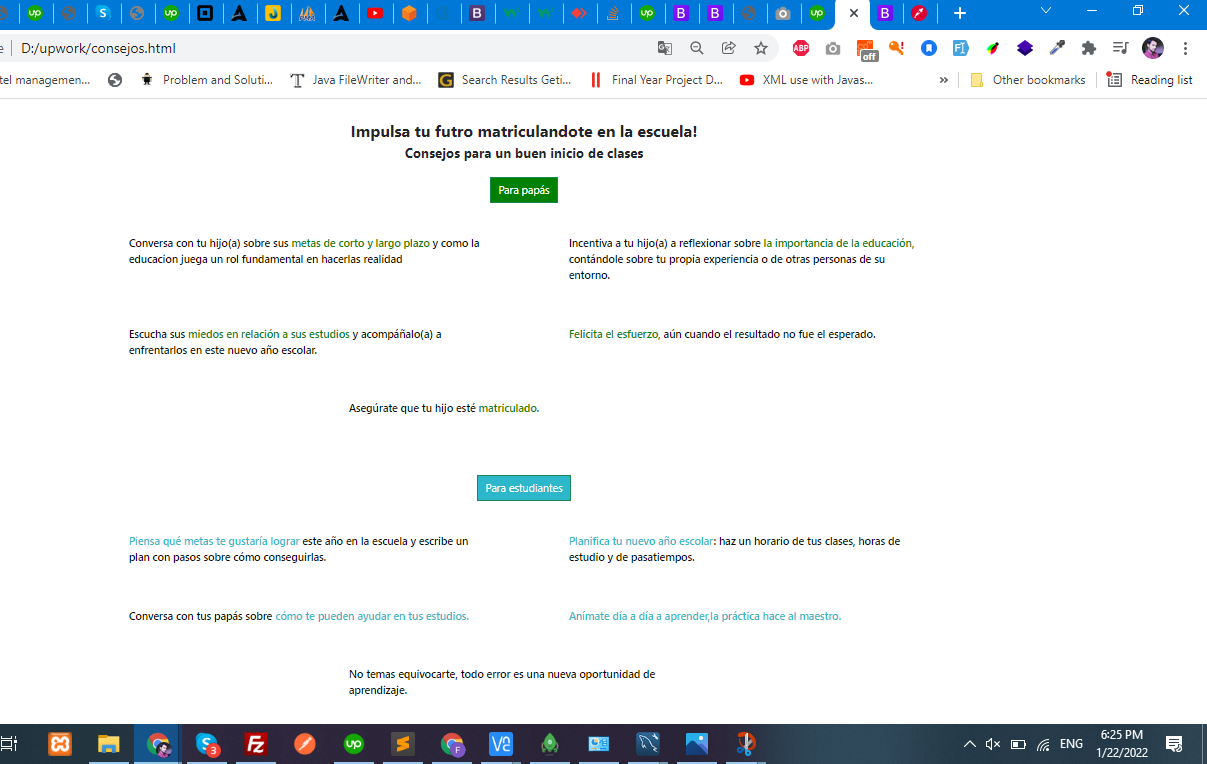 D:/upwork/consejos.html
ABP
off
tel managemen...
Problem and Soluti...
Java FileWriter and...
Search Results Geti...
Final Year Project D...
XML use with Javas...
»
Other bookmarks
Reading list
Impulsa tu futro matriculandote en la escuela!
Consejos para un buen inicio de clases
Para papás
Conversa con tu hijo(a) sobre sus metas de corto y largo plazo y como la
educacion juega un rol fundamental en hacerlas realidad
Incentiva a tu hijo(a) a reflexionar sobre la importancia de la educación,
contándole sobre tu propia experiencia o de otras personas de su
entorno.
Escucha sus miedos en relación a sus estudios y acompáñalo(a) a
enfrentarlos en este nuevo año escolar.
Felícita el esfuerzo, aún cuando el resultado no fue el esperado.
Asegúrate que tu hijo esté matriculado.
Para estudiantes
Piensa qué metas te gustaría lograr este año en la escuela y escribe un
plan con pasos sobre cómo conseguirlas.
Planifica tu nuevo año escolar: haz un horario de tus clases, horas de
estudio y de pasatiempos.
Conversa con tus papás sobre cómo te pueden ayudar en tus estudios.
Anímate día a día a aprender,la práctica hace al maestro.
No temas equivocarte, todo error es una nueva oportunidad de
aprendizaje.
ENG
6:25 PM
1/22/2022